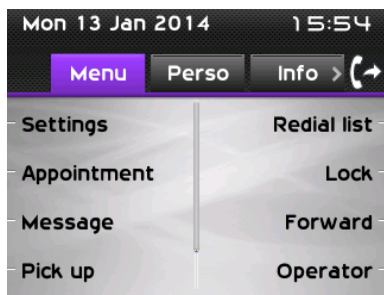 Mon 13 Jan 2014 15:54
Menu Perso Info >
Settings Redial list
Appointment Lock
Message Forward
Pick up Operator